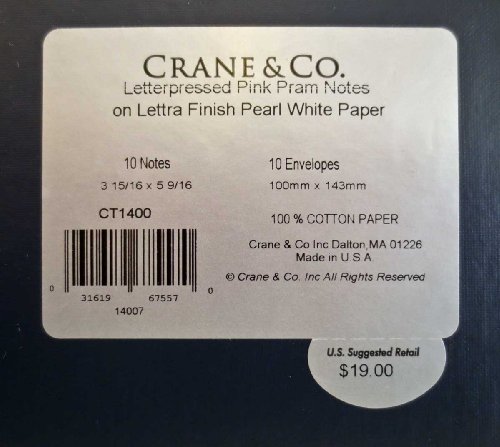 CRANE & CO.
Letterpressed Pink Pram Notes
on Lettra Finish Pearl White Paper
10 Notes
3 15/16 x 5 9/16
10 Envelopes
100mm x 143mm
CT1400
100 % COTTON PAPER
Crane & Co Inc Dalton,MA 01226
Made in U S A
© Crane & Co. Inc All Rights Reserved
0 31619 67557 0
14007
U.S. Suggested Retail
$19.00